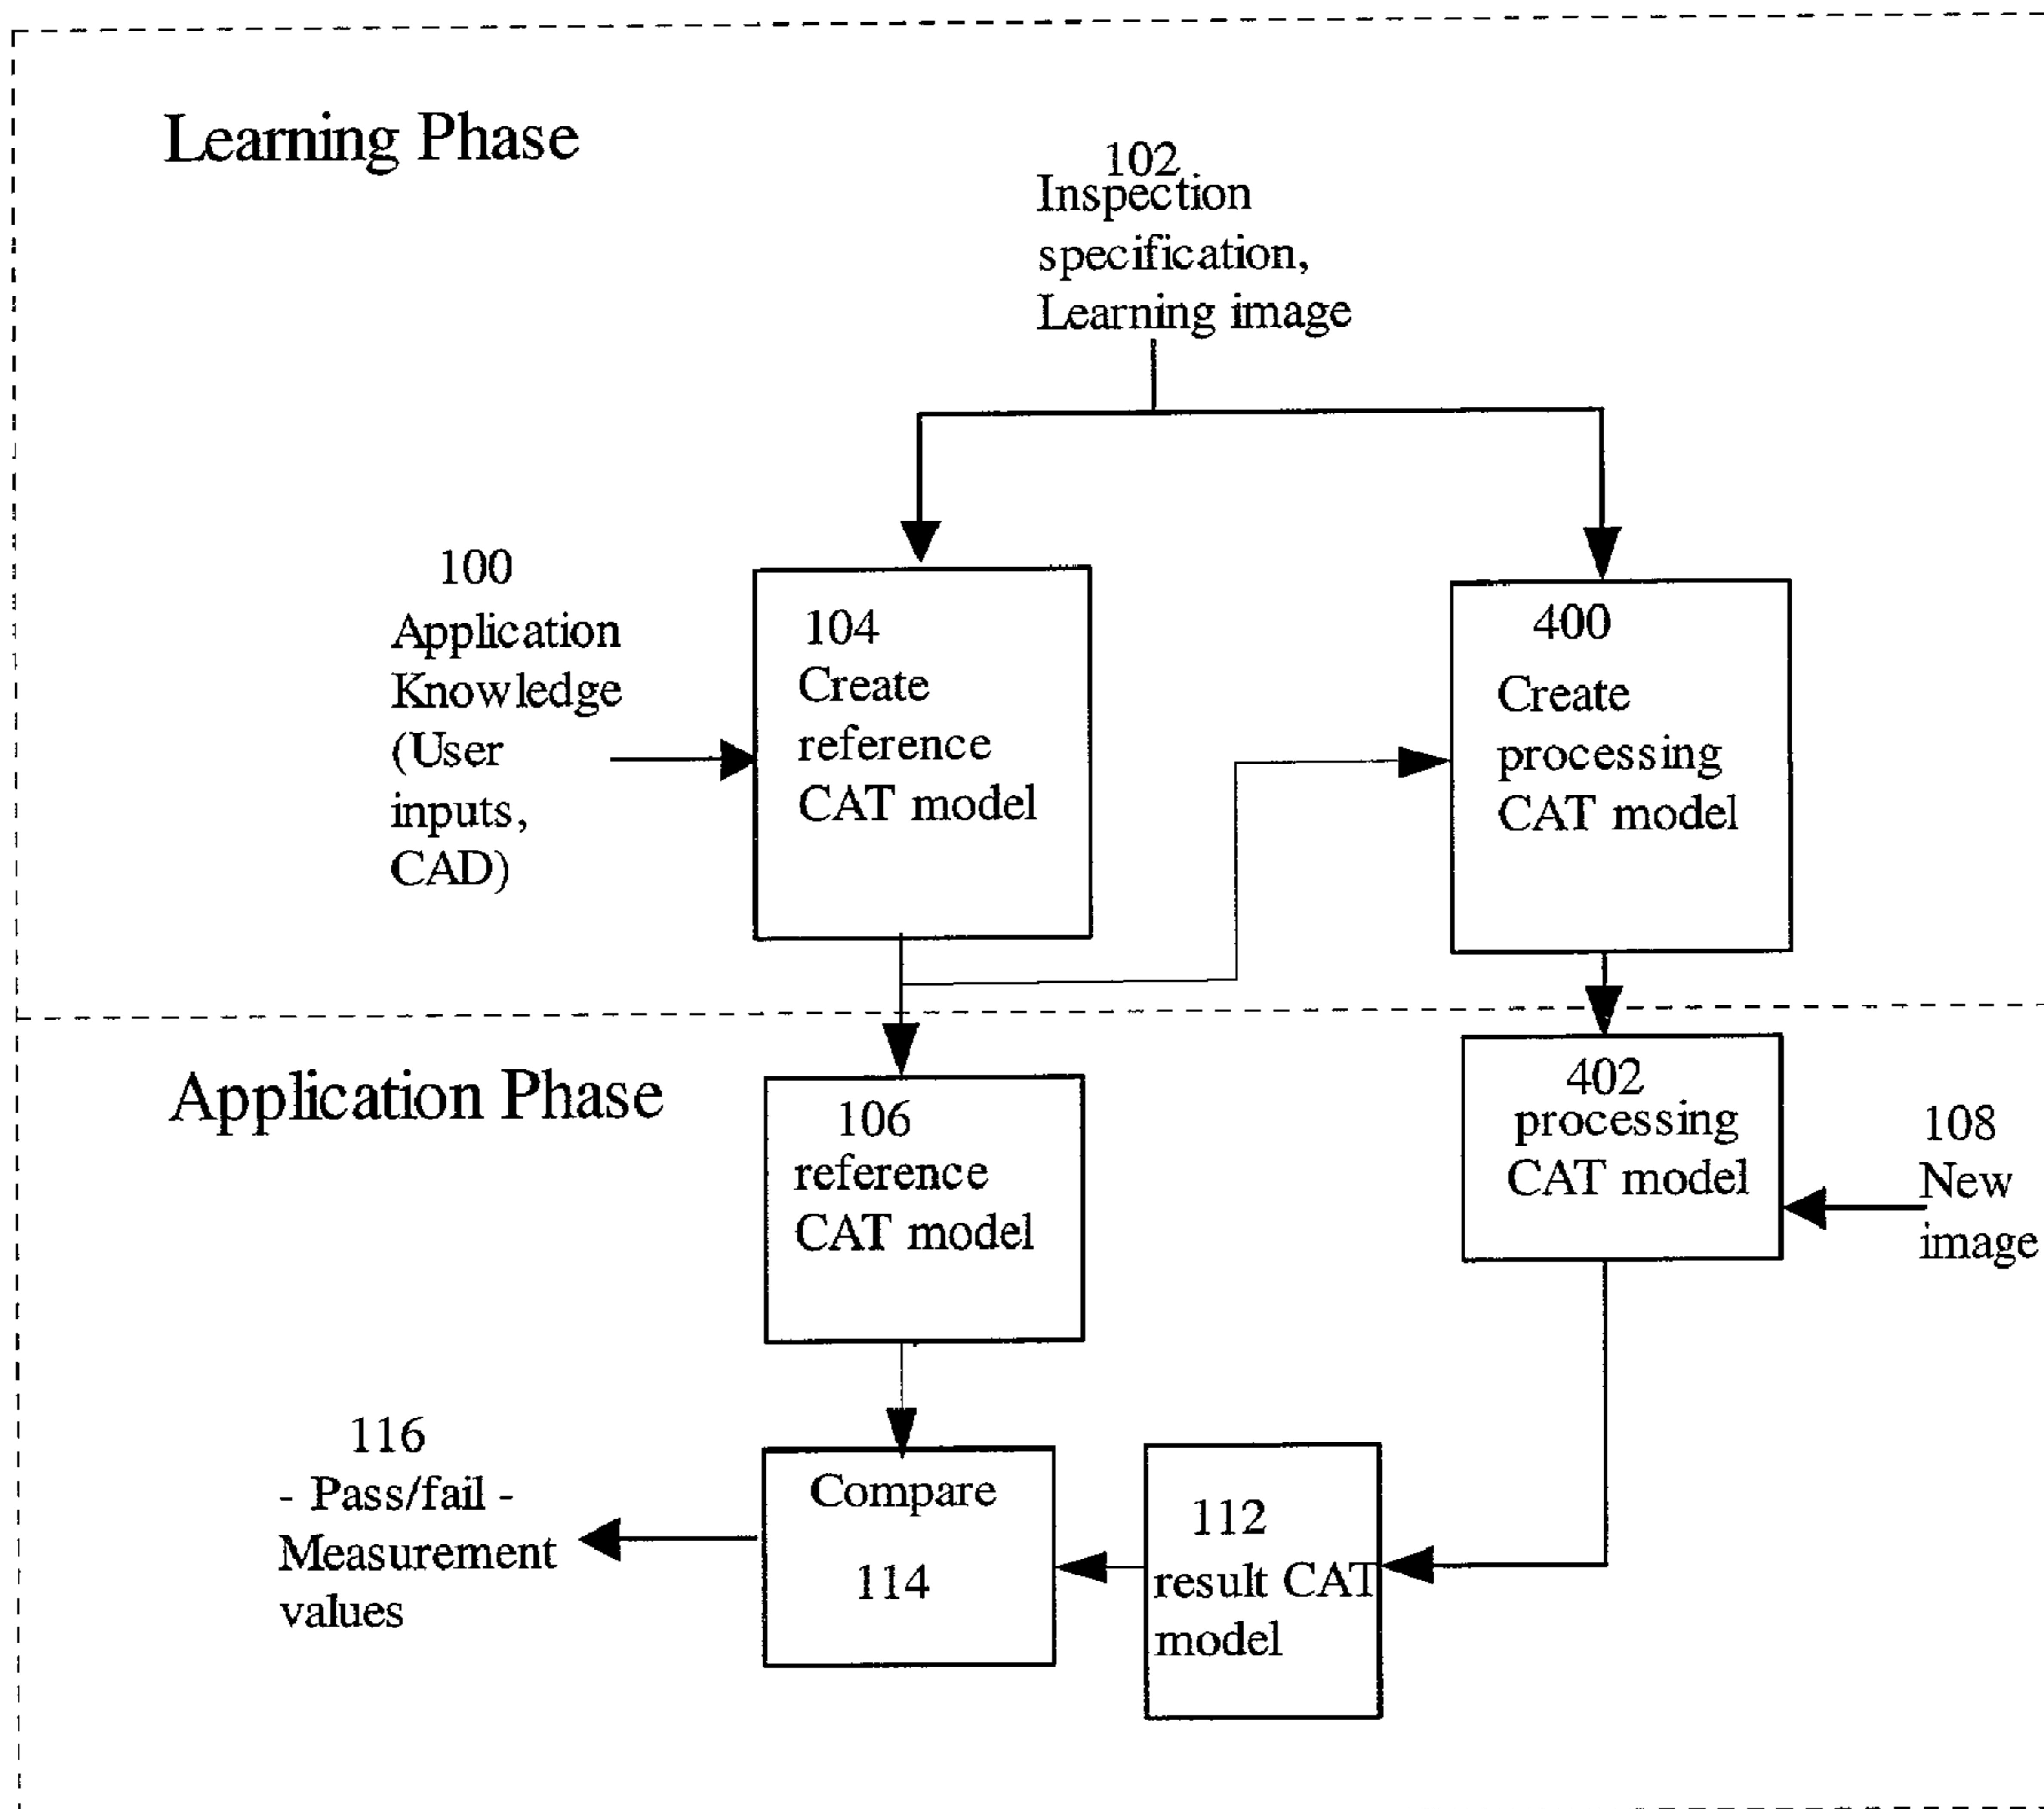 Learning Phase
102
Inspection
specification,
Learning image
100
Application
Knowledge
(User
inputs,
CAD)
104
Create
reference
CAT model
400
Create
processing
CAT model
Application Phase
106
reference
CAT model
402
processing
CAT model
108
New
image
116
- Pass/fail -
Measurement
values
Compare
114
112
result CAT
model